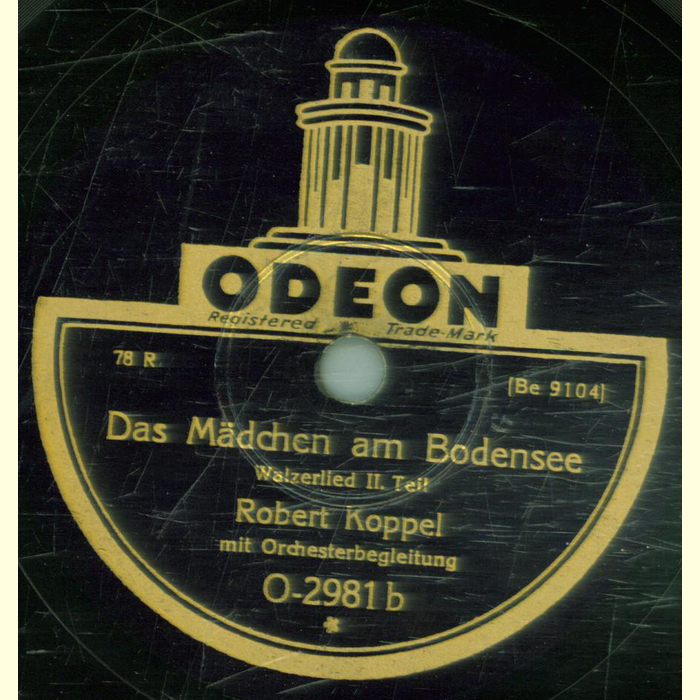 ODEON
Registered Trade-Mark
78 R
(Be 9104)
Das Mädchen am Bodensee
Walzerlied II. Teil
Robert Koppel
mit Orchesterbegleitung
O-2981 b
*